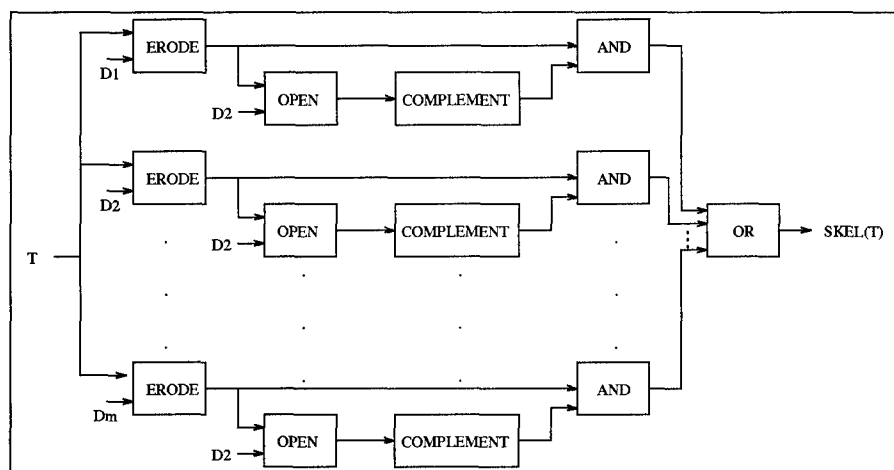 ERODE
AND
D1
OPEN
COMPLEMENT
D2
ERODE
AND
D2
OPEN
COMPLEMENT
D2
OR
SKEL(T)
T
ERODE
AND
Dm
OPEN
COMPLEMENT
D2